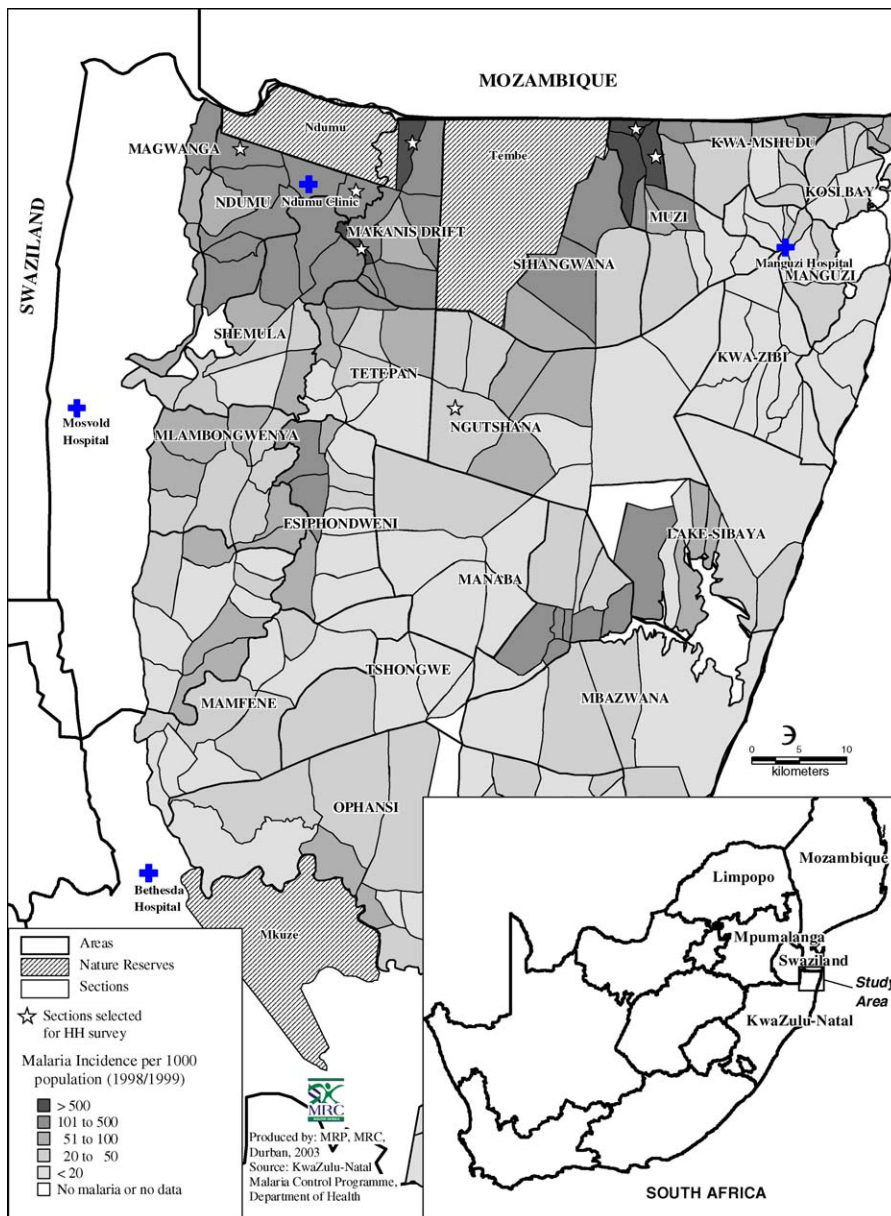 MOZAMBIQUE
Ndumu
MAGWANGA
Tembe
KWA-MSHUDU
SWAZILAND
NDUMU
Ndumu Clinic
KOSI BAY
MUZI
MAKANIS DRIFT
SIHANGWANA
Manguzi Hospital
MANGUZI
SHEMULA
KWA-ZIBI
TETEPAN
Mosvold
Hospital
NGUTSHANA
MLAMBONGWENYA
ESIPHONDWENI
LAKE-SIBAYA
MANABA
TSHONGWE
MAMFENE
MBAZWANA
0 5 10
kilometers
OPHANSI
Bethesda
Hospital
Mkuze
Areas
Nature Reserves
Sections
Sections selected
for HH survey
Malaria Incidence per 1000
population (1998/1999)
> 500
101 to 500
51 to 100
20 to 50
< 20
No malaria or no data
MRC
Produced by: MRP, MRC,
Durban, 2003
Source: KwaZulu-Natal
Malaria Control Programme,
Department of Health
Mozambique
Limpopo
Mpumalanga
Swaziland
Study
Area
KwaZulu-Natal
SOUTH AFRICA